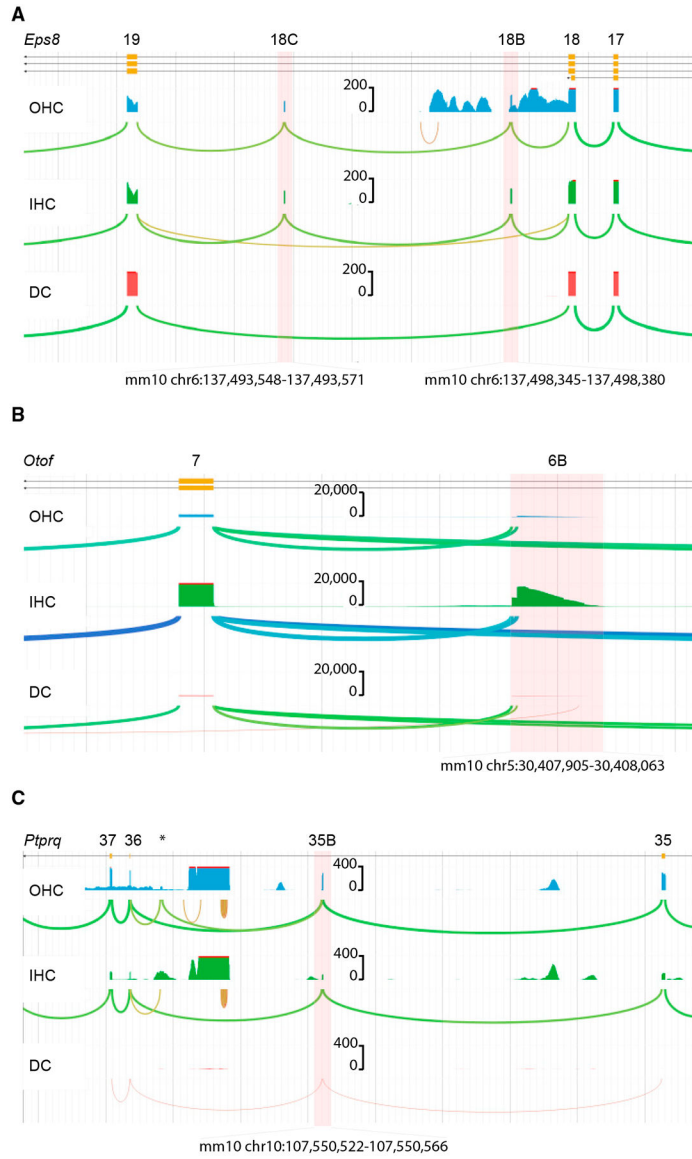 A
Eps8 19 18C 18B 18 17
OHC 200
0
IHC 200
0
DC 200
0
mm10 chr6:137,493,548-137,493,571 mm10 chr6:137,498,345-137,498,380
B
Otof 7 6B
OHC 20,000
0
IHC 20,000
0
DC 20,000
0
mm10 chr5:30,407,905-30,408,063
C
Ptprq 37 36 * 35B 35
OHC 400
0
IHC 400
0
DC 400
0
mm10 chr10:107,550,522-107,550,566